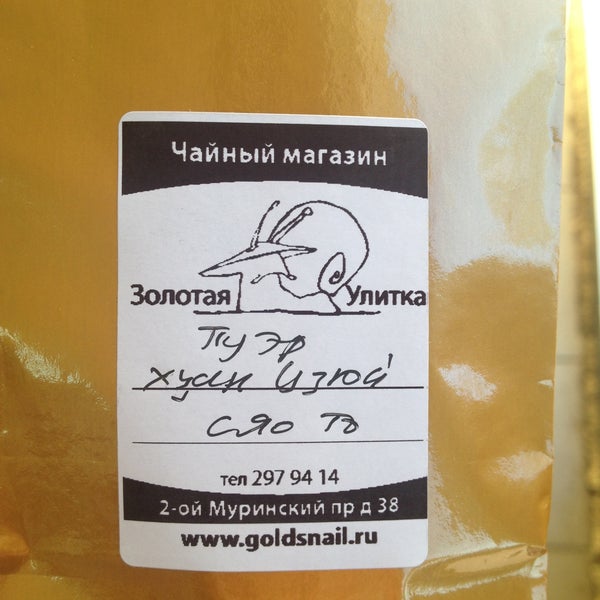 Чайный магазин
Золотая Улитка
Пуэр
хуан изюй
сяо то
тел 297 94 14
2-ой Муринский пр д 38
www.goldsnail.ru